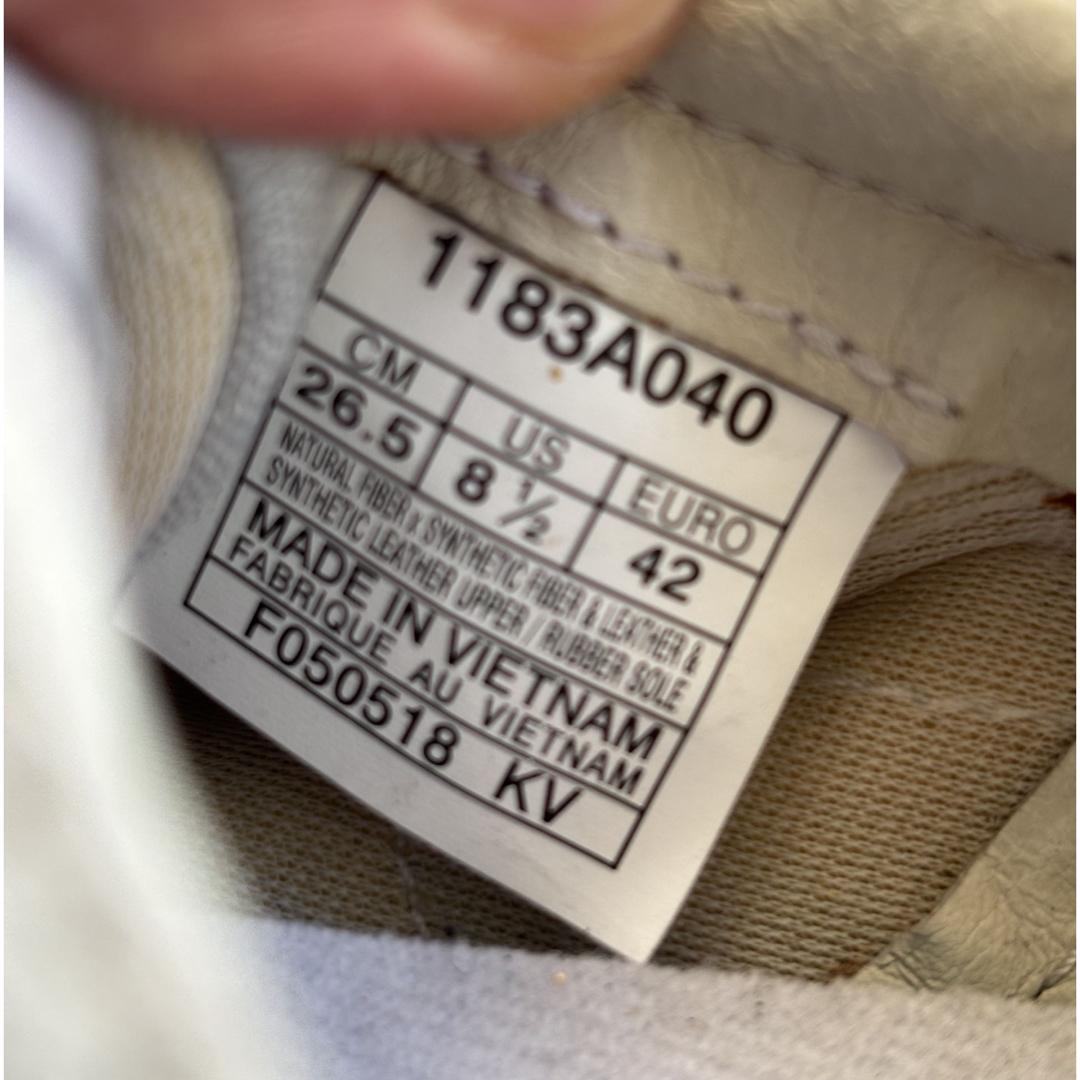 1183A040
CM US EURO
26.5 8 ½ 42
NATURAL FIBER x SYNTHETIC FIBER & LEATHER &
SYNTHETIC LEATHER UPPER / RUBBER SOLE
MADE IN VIETNAM
FABRIQUE AU VIETNAM
F050518 KV